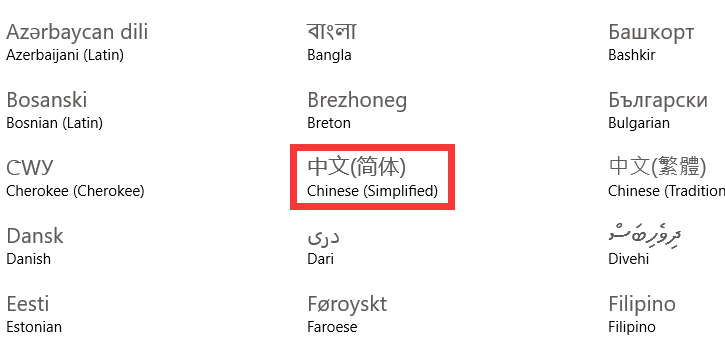 Azərbaycan dili
Azerbaijani (Latin)
বাংলা
Bangla
Башҡорт
Bashkir
Bosanski
Bosnian (Latin)
Brezhoneg
Breton
Български
Bulgarian
ᏣᎳᎩ
Cherokee (Cherokee)
中文(简体)
Chinese (Simplified)
中文(繁體)
Chinese (Tradition
Dansk
Danish
درى
Dari
ދިވެހިބަސް
Divehi
Eesti
Estonian
Føroyskt
Faroese
Filipino
Filipino